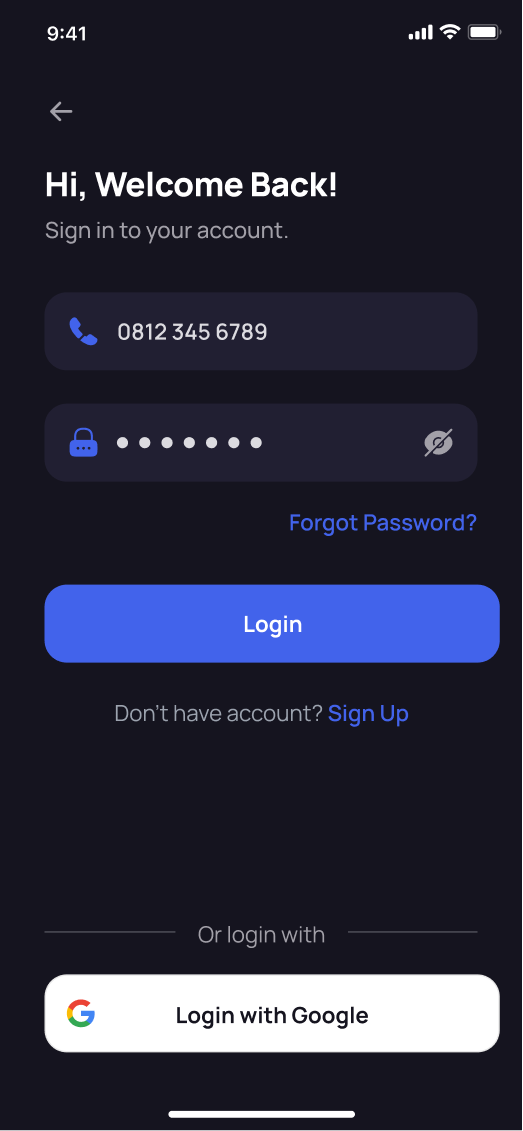 9:41
Hi, Welcome Back!
Sign in to your account.
0812 345 6789
Forgot Password?
Login
Don’t have account? Sign Up
Or login with
Login with Google